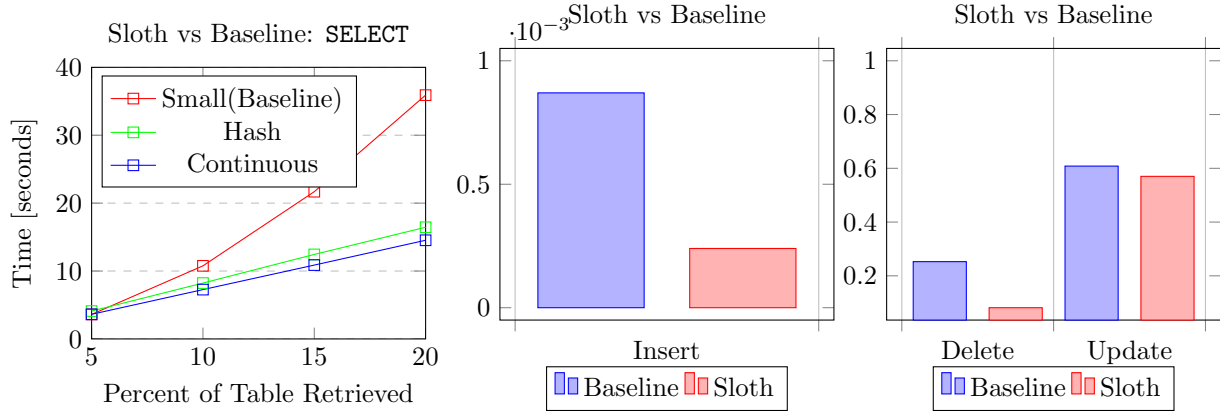 Sloth vs Baseline: SELECT
40
30
20
10
0
5
10
15
20
Time [seconds]
Percent of Table Retrieved
Small(Baseline)
Hash
Continuous
Sloth vs Baseline
·10−3
1
0.5
0
Insert
Baseline Sloth
Sloth vs Baseline
1
0.8
0.6
0.4
0.2
Delete Update
Baseline Sloth